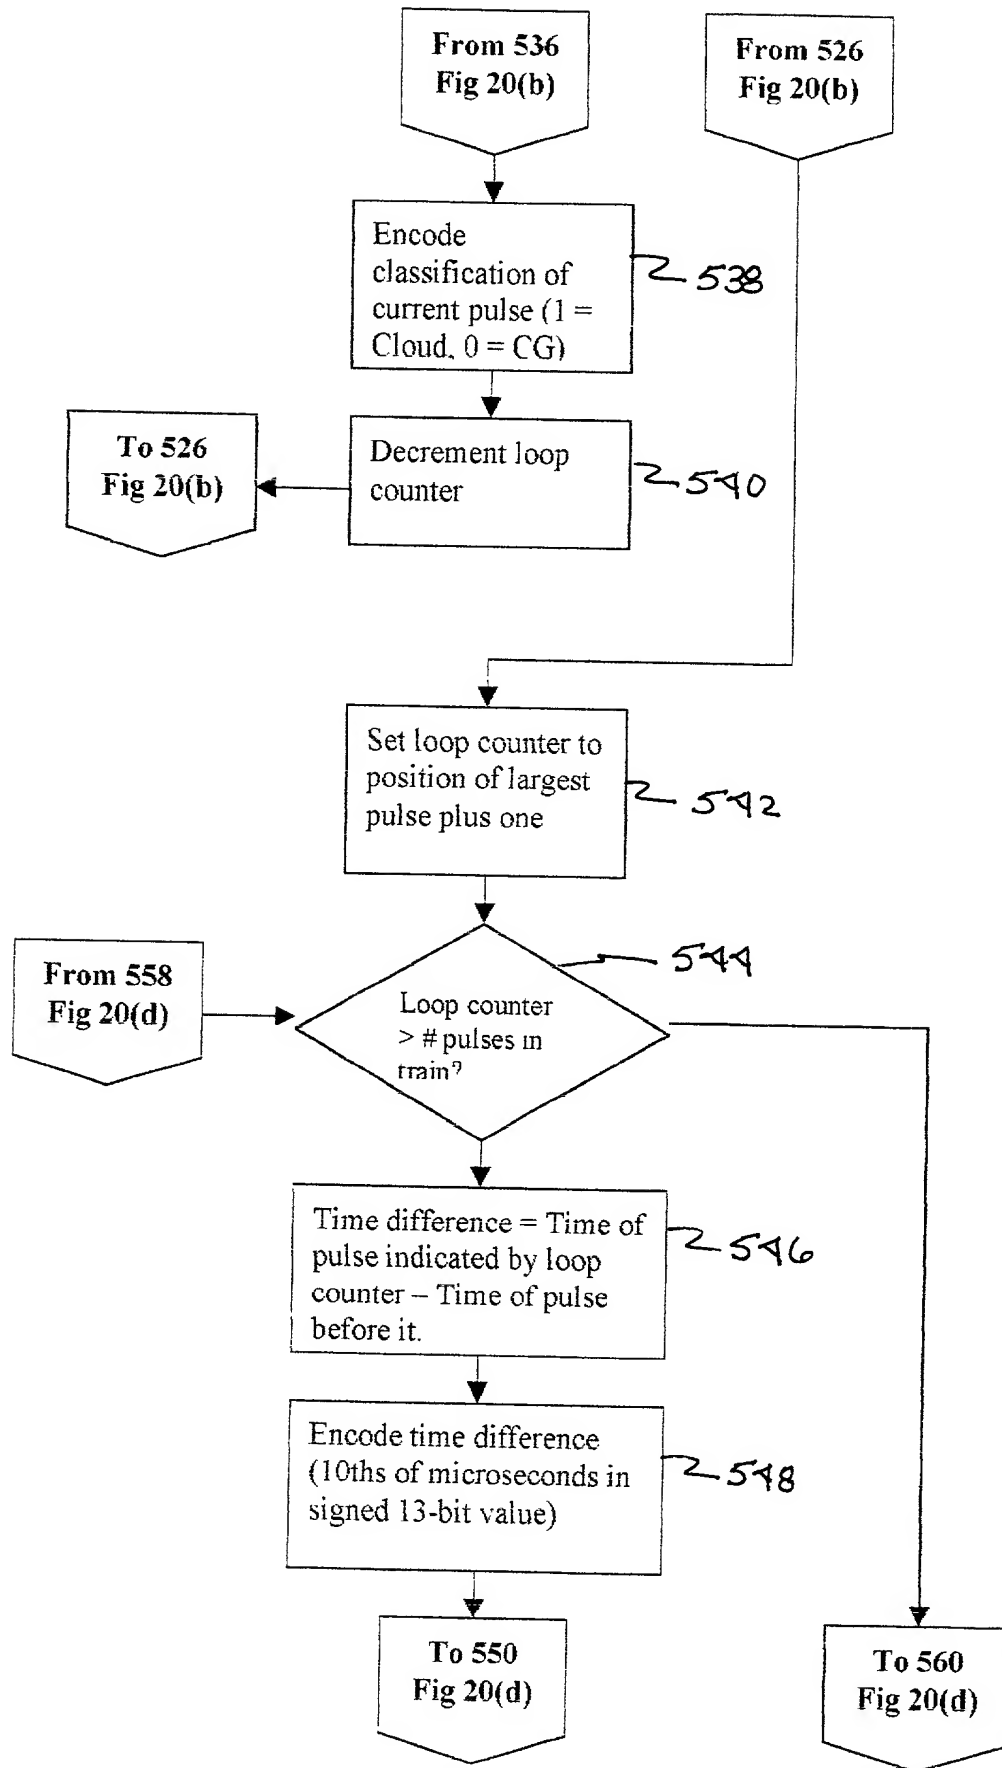 From 536
Fig 20(b)
From 526
Fig 20(b)
Encode
classification of
current pulse (1 =
Cloud, 0 = CG)
538
To 526
Fig 20(b)
Decrement loop
counter
540
Set loop counter to
position of largest
pulse plus one
542
From 558
Fig 20(d)
544
Loop counter
> # pulses in
train?
Time difference = Time of
pulse indicated by loop
counter – Time of pulse
before it.
546
Encode time difference
(10ths of microseconds in
signed 13-bit value)
548
To 550
Fig 20(d)
To 560
Fig 20(d)